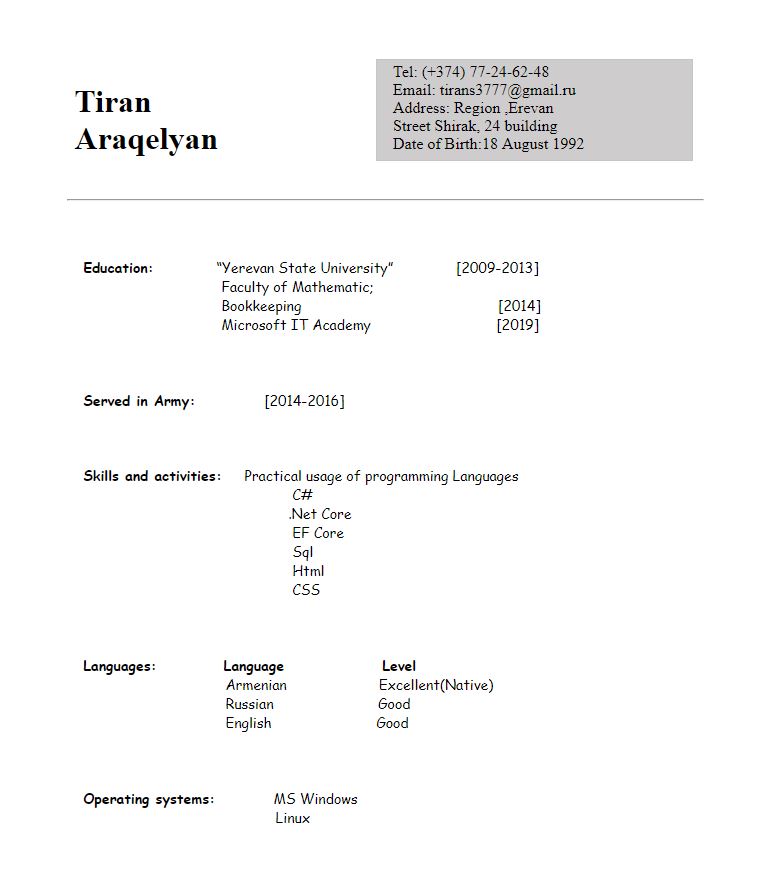 Tiran
Araqelyan
Tel: (+374) 77-24-62-48
Email: tirans3777@gmail.ru
Address: Region ,Erevan
Street Shirak, 24 building
Date of Birth:18 August 1992
Education: “Yerevan State University” [2009-2013]
Faculty of Mathematic;
Bookkeeping [2014]
Microsoft IT Academy [2019]
Served in Army: [2014-2016]
Skills and activities: Practical usage of programming Languages
C#
.Net Core
EF Core
Sql
Html
CSS
Languages: Language Level
Armenian Excellent(Native)
Russian Good
English Good
Operating systems: MS Windows
Linux